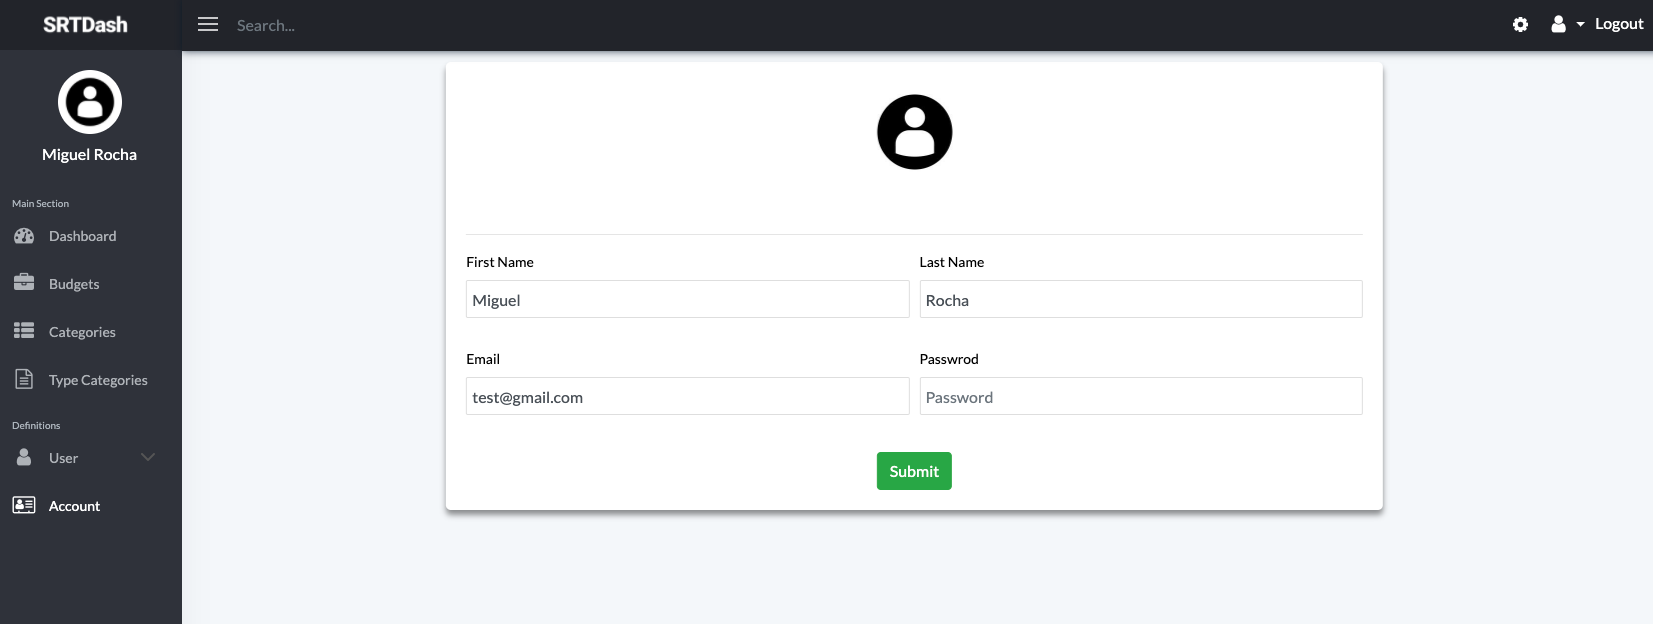 SRTDash
Search...
Logout
Miguel Rocha
Main Section
Dashboard
Budgets
Categories
Type Categories
Definitions
User
Account
First Name
Last Name
Miguel
Rocha
Email
Passwrod
test@gmail.com
Password
Submit